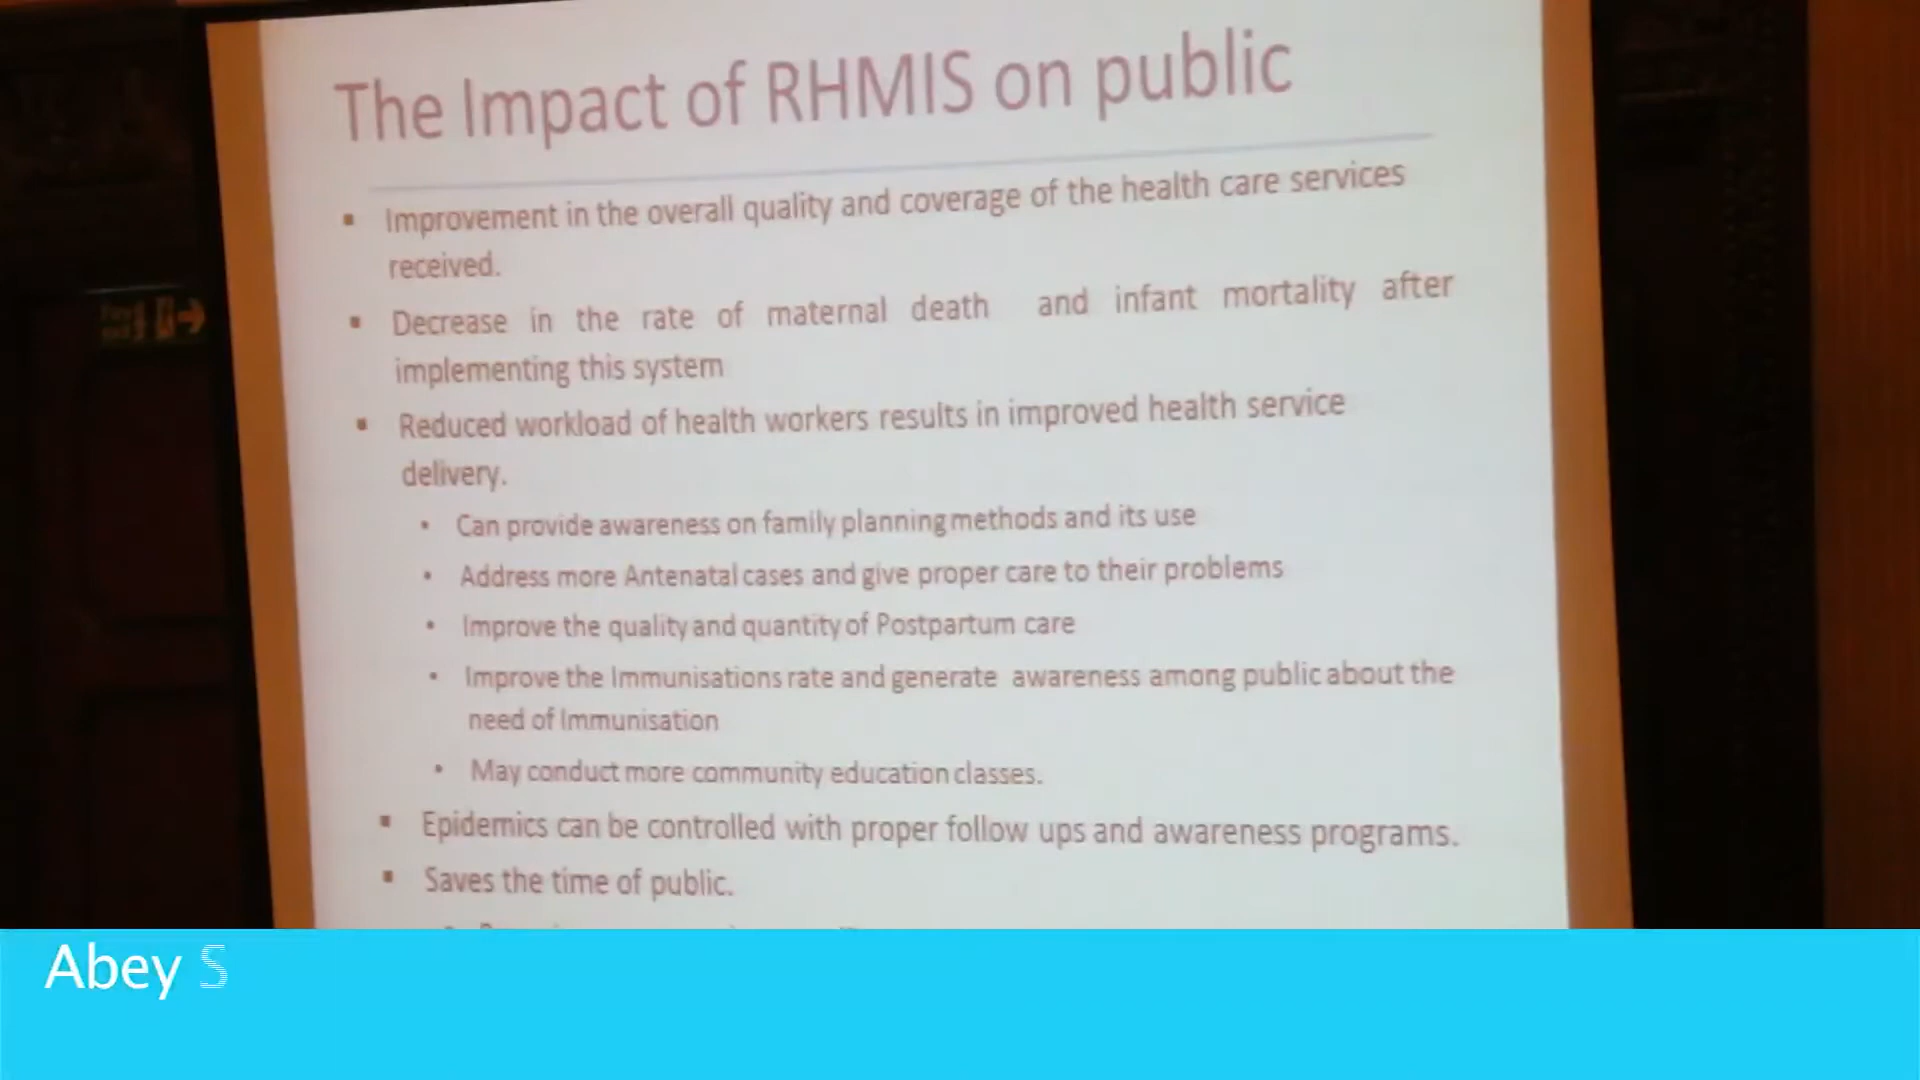 The Impact of RHMIS on public
▪ Improvement in the overall quality and coverage of the health care services
received.
▪ Decrease in the rate of maternal death and infant mortality after
implementing this system
▪ Reduced workload of health workers results in improved health service
delivery.
• Can provide awareness on family planning methods and its use
• Address more Antenatal cases and give proper care to their problems
• Improve the quality and quantity of Postpartum care
• Improve the Immunisations rate and generate awareness among public about the
need of Immunisation
• May conduct more community education classes.
▪ Epidemics can be controlled with proper follow ups and awareness programs.
▪ Saves the time of public.
Abey S